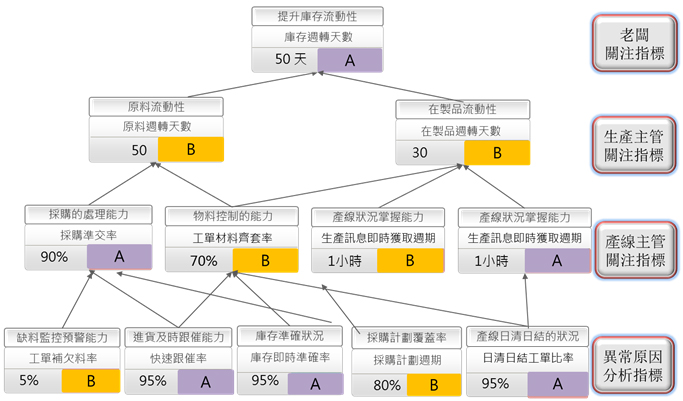 提升庫存流動性
庫存週轉天數
50 天 A
老闆
關注指標
原料流動性
原料週轉天數
50 B
在製品流動性
在製品週轉天數
30 B
生產主管
關注指標
採購的處理能力
採購準交率
90% A
物料控制的能力
工單材料齊套率
70% B
產線狀況掌握能力
生產訊息即時獲取週期
1小時 B
產線狀況掌握能力
生產訊息即時獲取週期
1小時 A
產線主管
關注指標
缺料監控預警能力
工單補欠料率
5% B
進貨及時跟催能力
快速跟催率
95% A
庫存準確狀況
庫存即時準確率
95% A
採購計劃覆蓋率
採購計劃週期
80% B
產線日清日結的狀況
日清日結工單比率
95% A
異常原因
分析指標